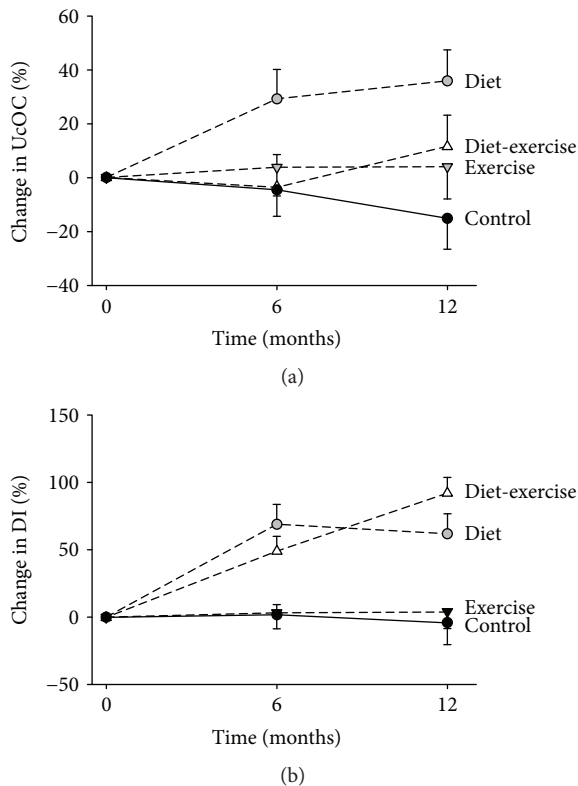 60
40
20
0
−20
−40
Change in UcOC (%)
Diet
Diet-exercise
Exercise
Control
0
6
12
Time (months)
(a)
150
100
50
0
−50
Change in DI (%)
Diet-exercise
Diet
Exercise
Control
0
6
12
Time (months)
(b)